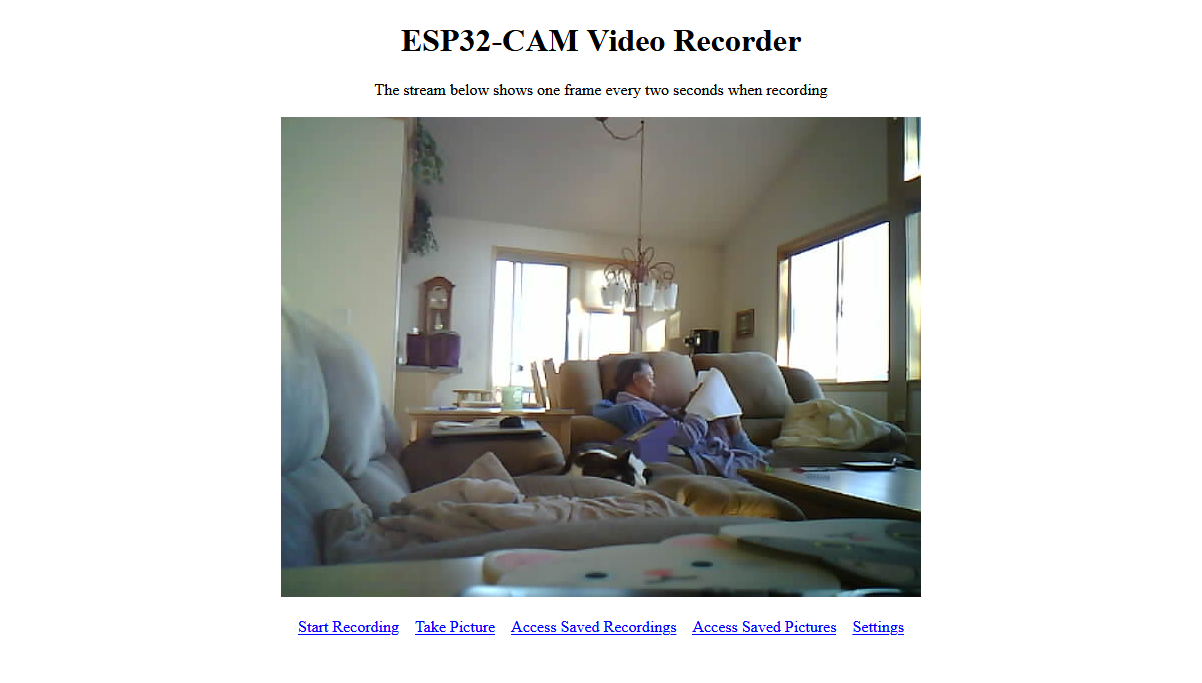 ESP32-CAM Video Recorder
The stream below shows one frame every two seconds when recording
Start Recording Take Picture Access Saved Recordings Access Saved Pictures Settings